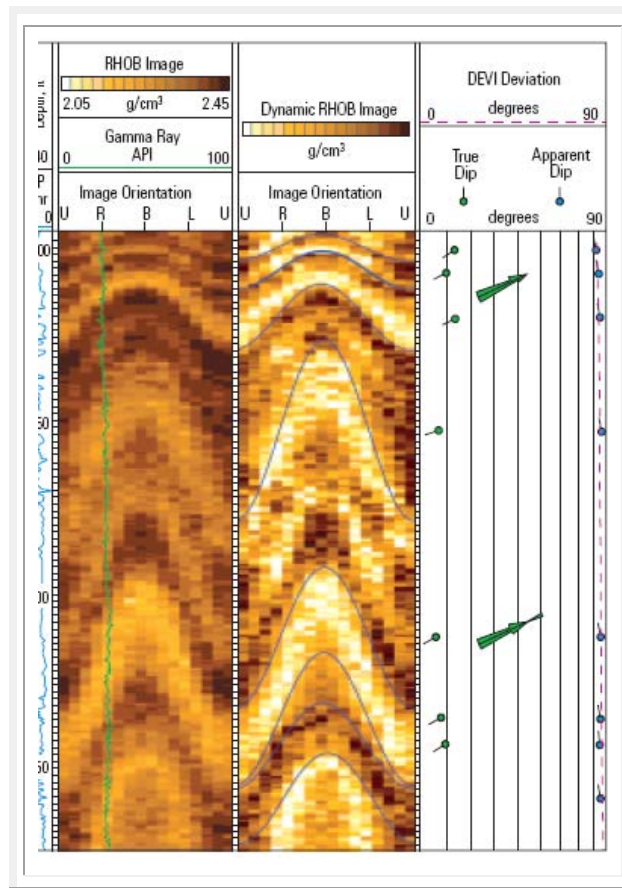 RHOB Image
2.05 g/cm³ 2.45
Gamma Ray
API
0 100
Image Orientation
U R B L U
Dynamic RHOB Image
g/cm³
Image Orientation
U R B L U
DEVI Deviation
degrees
0 90
True Dip
Apparent Dip
0 degrees 90